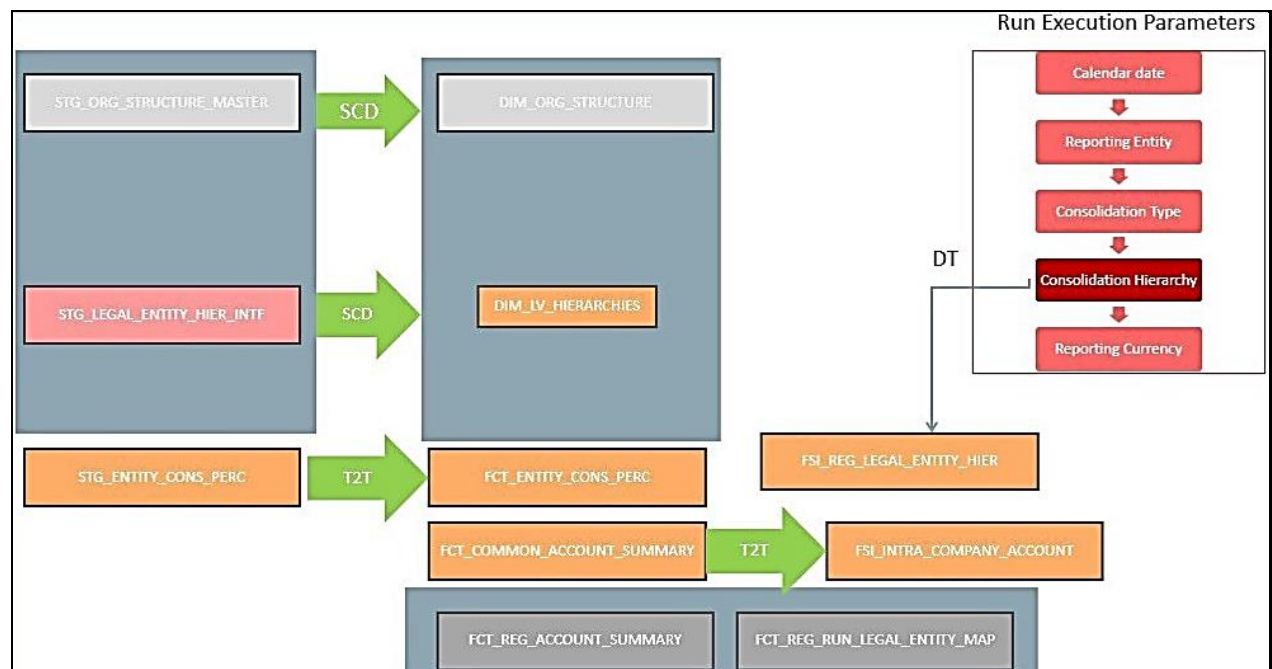 Run Execution Parameters
STG_ORG_STRUCTURE_MASTER
SCD
DIM_ORG_STRUCTURE
Calendar date
Reporting Entity
Consolidation Type
DT
Consolidation Hierarchy
STG_LEGAL_ENTITY_HIER_INTF
SCD
DIM_LV_HIERARCHIES
Reporting Currency
STG_ENTITY_CONS_PERC
T2T
FCT_ENTITY_CONS_PERC
FSI_REG_LEGAL_ENTITY_HIER
FCT_COMMON_ACCOUNT_SUMMARY
T2T
FSI_INTRA_COMPANY_ACCOUNT
FCT_REG_ACCOUNT_SUMMARY
FCT_REG_RUN_LEGAL_ENTITY_MAP